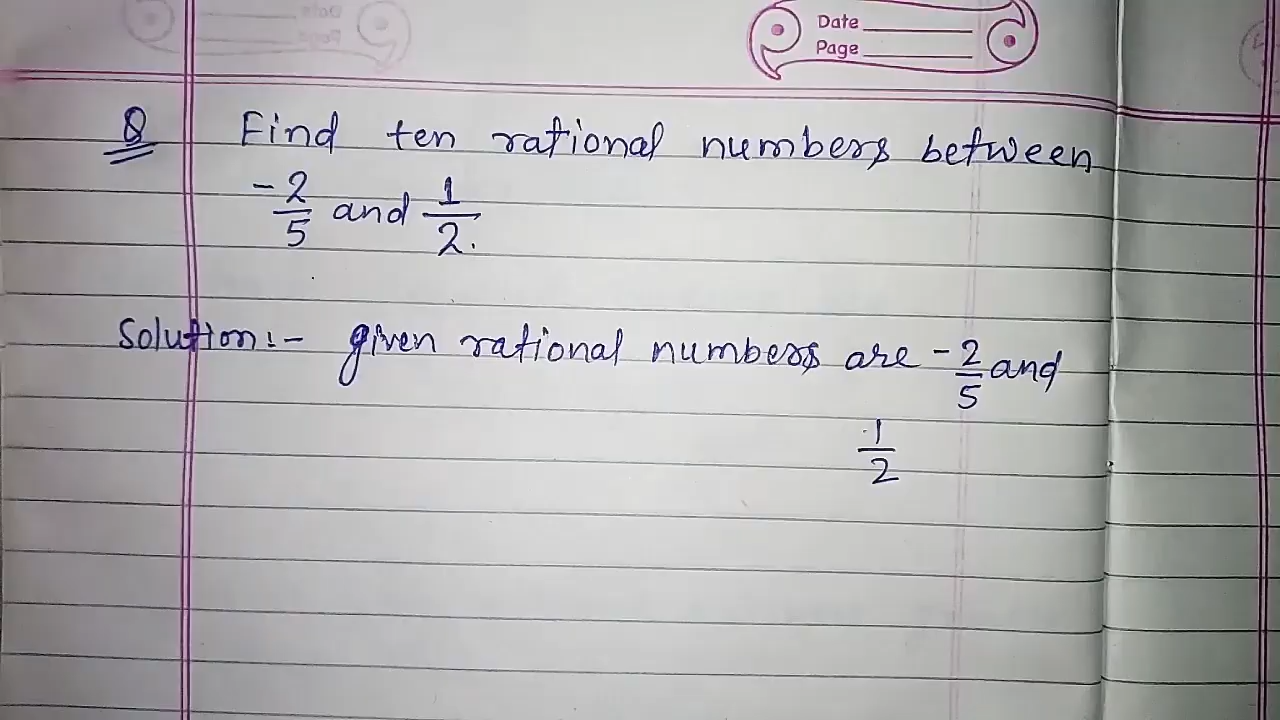 Date
Page
Q Find ten rational numbers between
-2/5 and 1/2.
Solution:- given rational numbers are -2/5 and
1/2